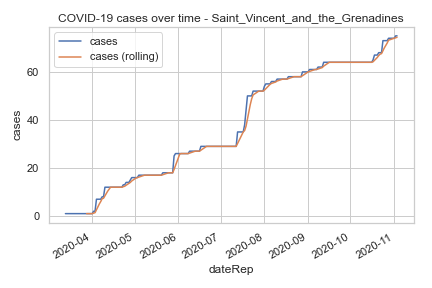 COVID-19 cases over time - Saint_Vincent_and_the_Grenadines
cases
cases (rolling)
cases
60
40
20
0
2020-04
2020-05
2020-06
2020-07
2020-08
2020-09
2020-10
2020-11
dateRep